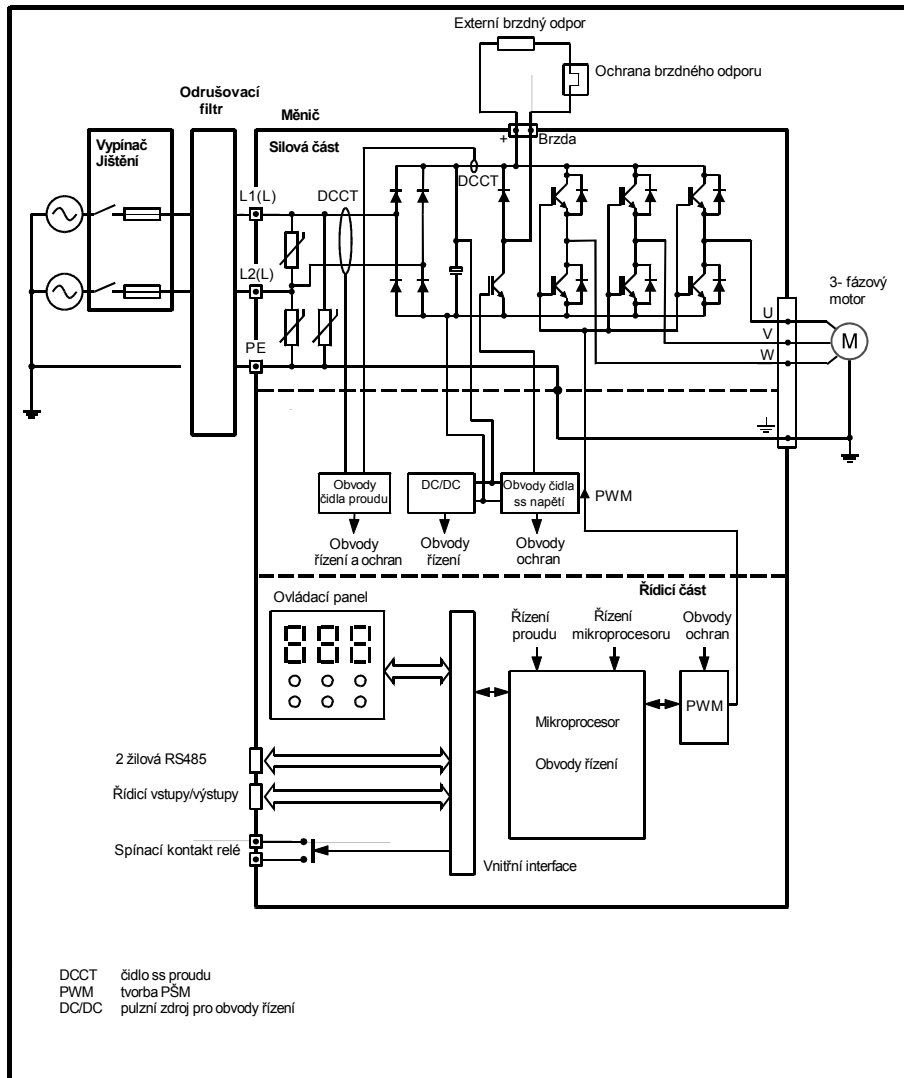 Externí brzdný odpor
Ochrana brzdného odporu
Odrušovací
filtr
Měnič
Vypínač
Jištění
Silová část
+
Brzda
L1(L)
DCCT
DCCT
L2(L)
PE
3- fázový
motor
U
V
W
M
Obvody
čidla proudu
DC/DC
Obvody čidla
ss napětí
PWM
Obvody
řízení a ochran
Obvody
řízení
Obvody
ochran
Řídicí část
Ovládací panel
Řízení
proudu
Řízení
mikroprocesoru
Obvody
ochran
888
PWM
Mikroprocesor
Obvody řízení
2 žilová RS485
Řídicí vstupy/výstupy
Spínací kontakt relé
Vnitřní interface
DCCT čidlo ss proudu
PWM tvorba PŠM
DC/DC pulzní zdroj pro obvody řízení